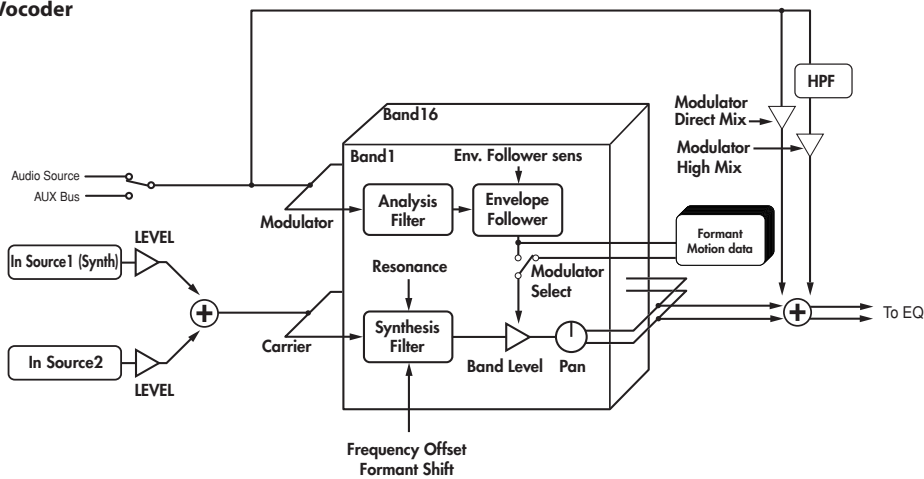 Vocoder
HPF
Modulator
Direct Mix
Modulator
High Mix
Band16
Band1
Env. Follower sens
Audio Source
AUX Bus
Modulator
Analysis
Filter
Envelope
Follower
Formant
Motion data
LEVEL
In Source1 (Synth)
Resonance
Modulator
Select
+
Carrier
Synthesis
Filter
Band Level
Pan
+
To EQ
In Source2
LEVEL
Frequency Offset
Formant Shift